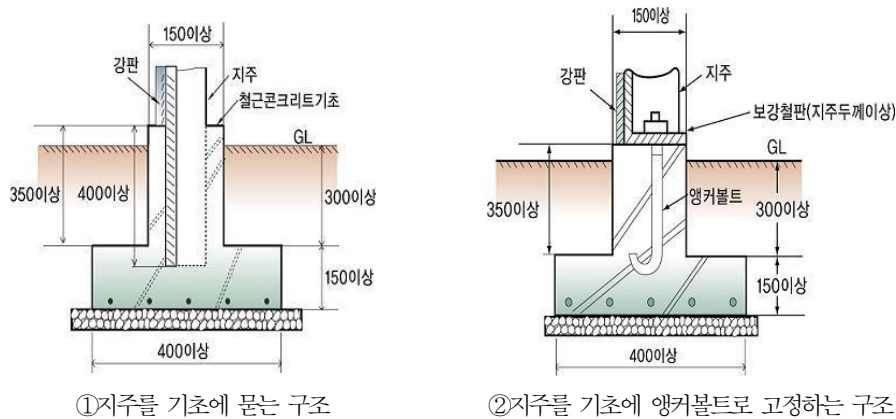 150이상
강판
지주
철근콘크리트기초
GL
350이상
400이상
300이상
150이상
400이상
①지주를 기초에 묻는 구조
150이상
강판
지주
보강철판(지주두께이상)
GL
350이상
앵커볼트
300이상
150이상
400이상
②지주를 기초에 앵커볼트로 고정하는 구조